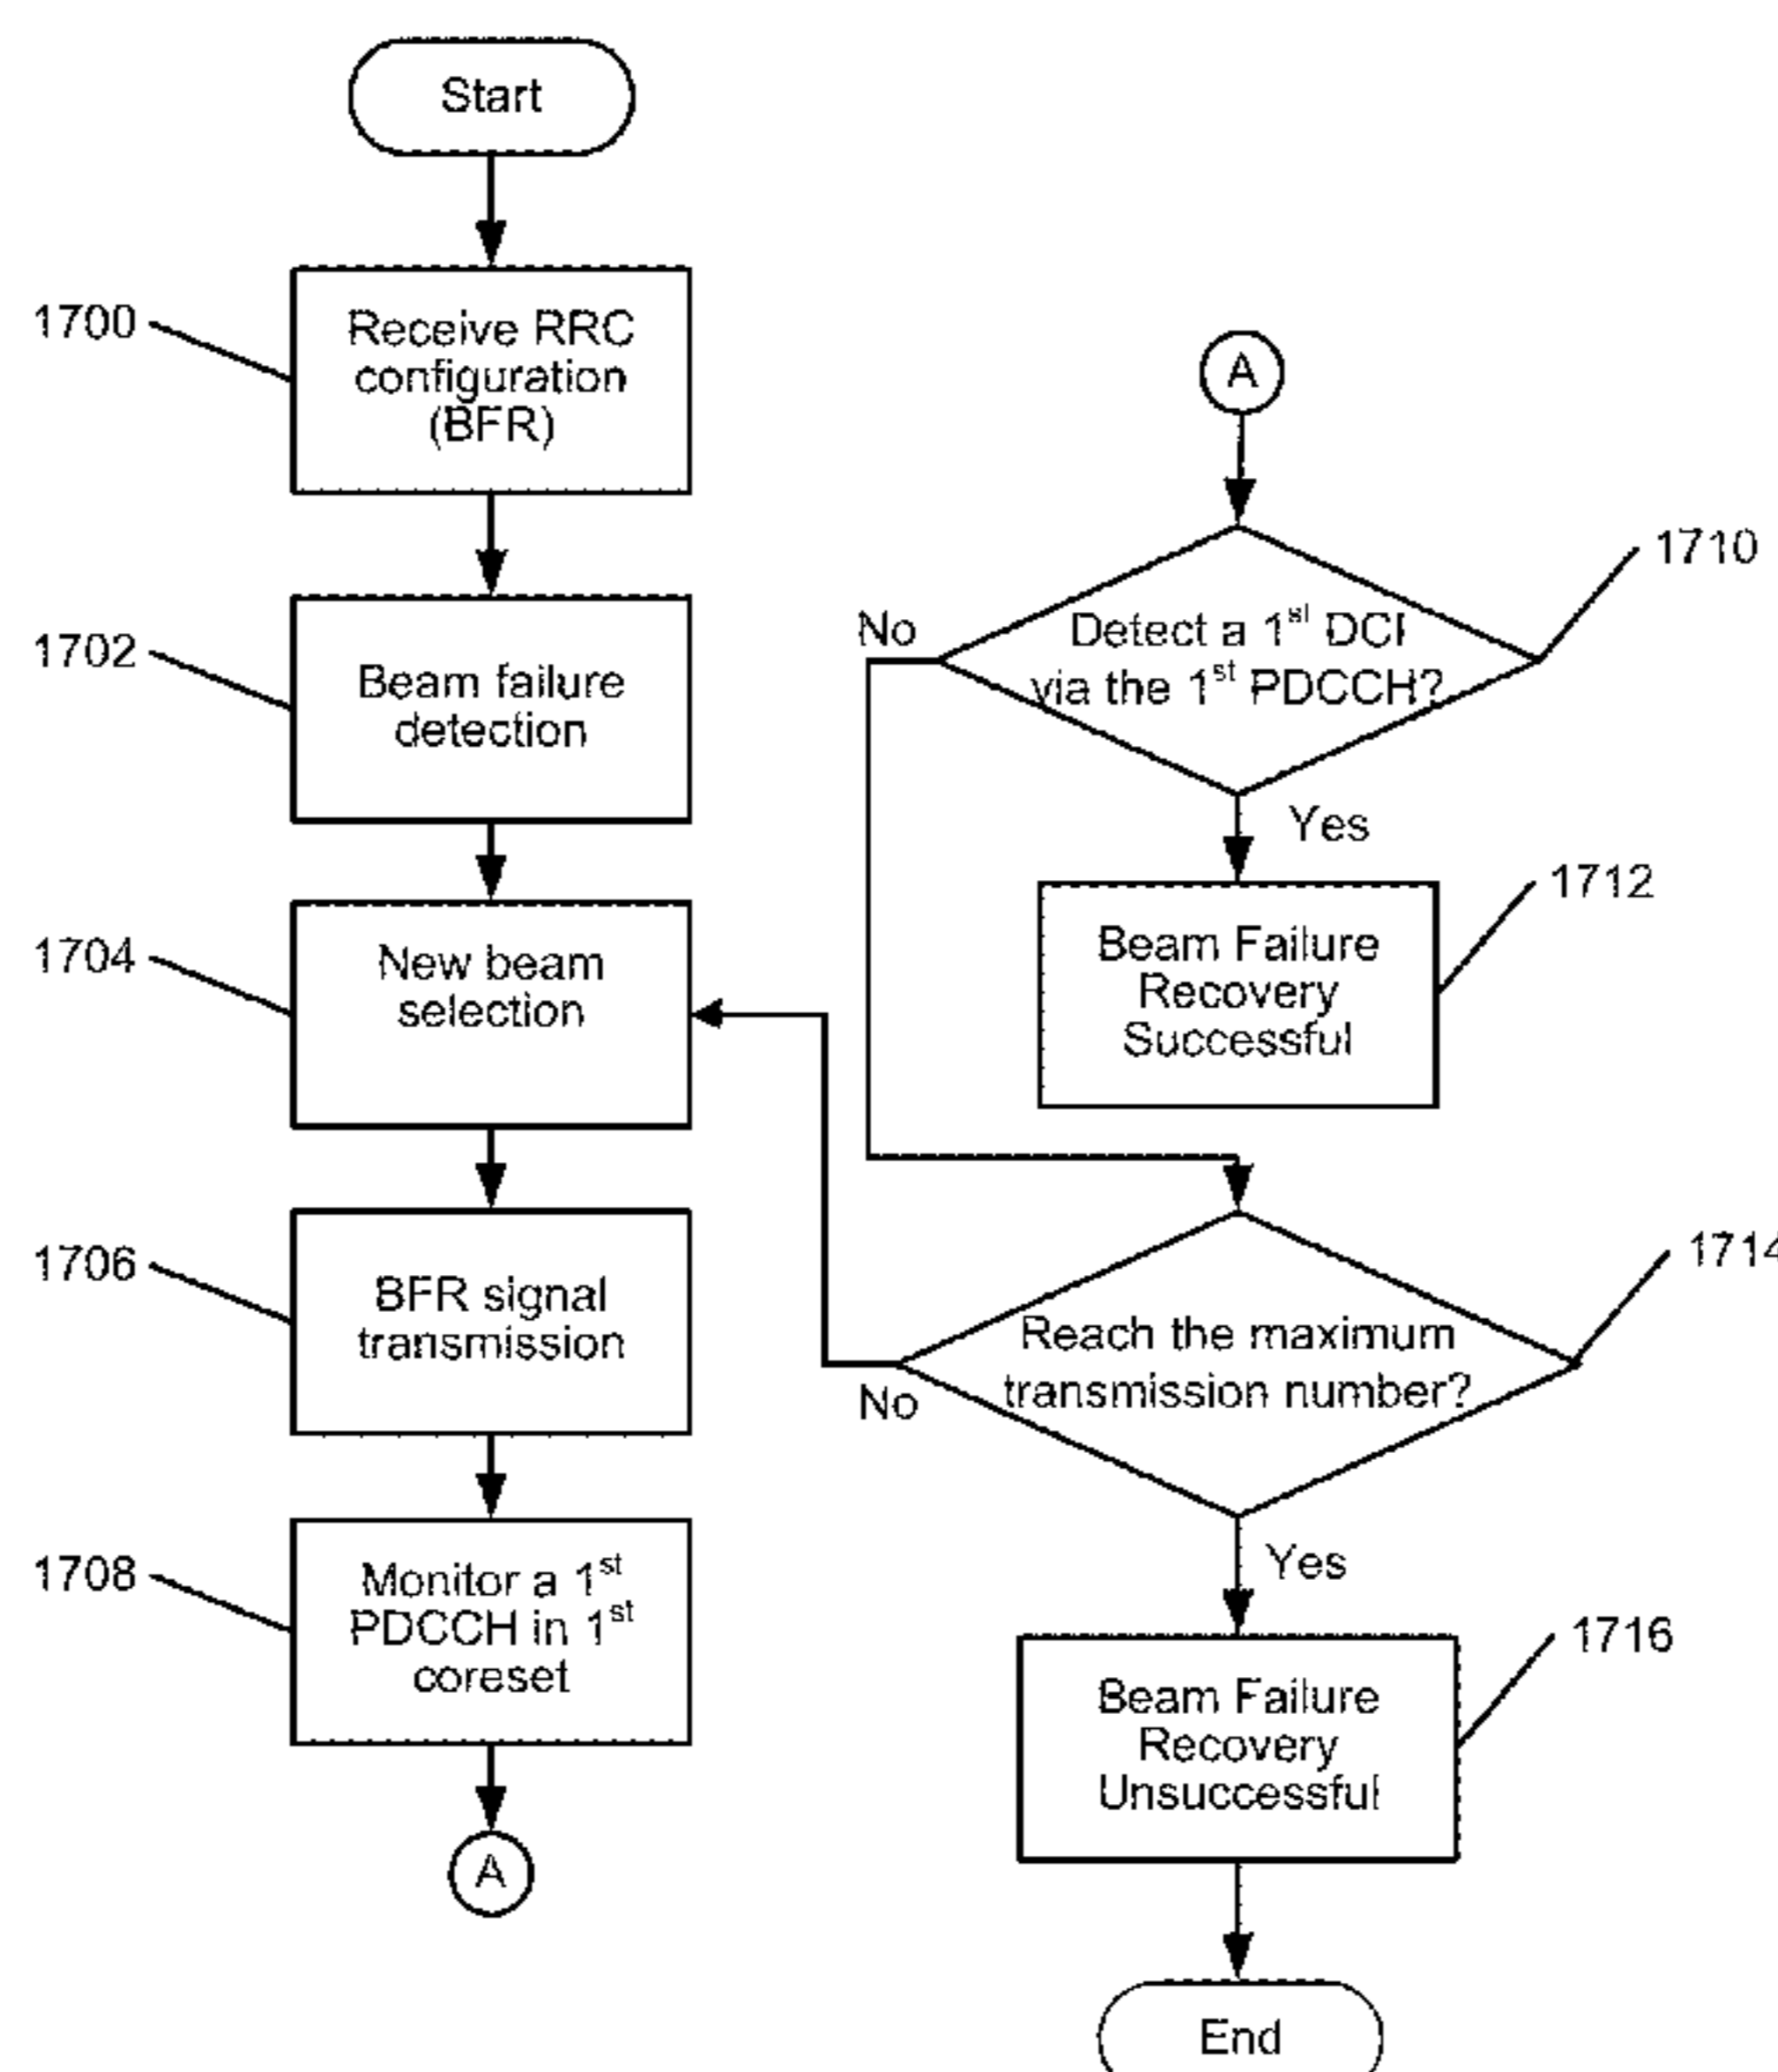 Start
1700
Receive RRC
configuration
(BFR)
1702
Beam failure
detection
1704
New beam
selection
1706
BFR signal
transmission
1708
Monitor a 1st
PDCCH in 1st
coreset
A
A
1710
No
Detect a 1st DCI
via the 1st PDCCH?
Yes
1712
Beam Failure
Recovery
Successful
1714
Reach the maximum
transmission number?
No
Yes
1716
Beam Failure
Recovery
Unsuccessful
End